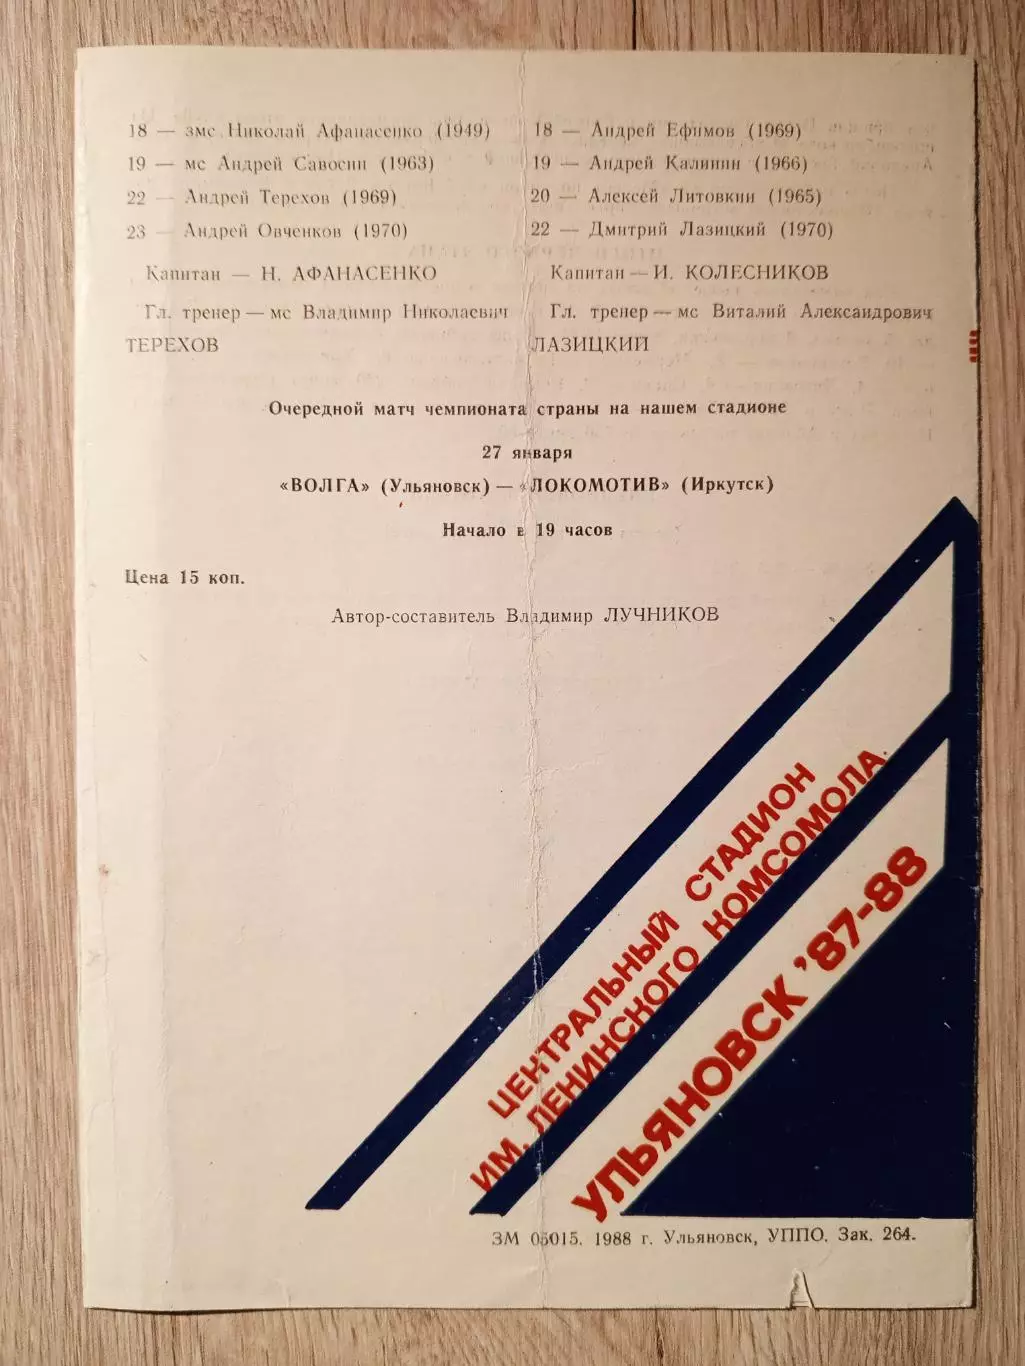 18 — змс Николай Афанасенко (1949)
19 — мс Андрей Савосин (1963)
22 — Андрей Терехов (1969)
23 — Андрей Овченков (1970)
Капитан — Н. АФАНАСЕНКО
Гл. тренер — мс Владимир Николаевич
ТЕРЕХОВ
18 — Андрей Ефимов (1969)
19 — Андрей Калинин (1966)
20 — Алексей Литовкин (1965)
22 — Дмитрий Лазицкий (1970)
Капитан — И. КОЛЕСНИКОВ
Гл. тренер — мс Виталий Александрович
ЛАЗИЦКИЙ
Очередной матч чемпионата страны на нашем стадионе
27 января
«ВОЛГА» (Ульяновск) — «ЛОКОМОТИВ» (Иркутск)
Начало в 19 часов
Цена 15 коп.
Автор-составитель Владимир ЛУЧНИКОВ
ЦЕНТРАЛЬНЫЙ СТАДИОН
ИМ. ЛЕНИНСКОГО КОМСОМОЛА
УЛЬЯНОВСК '87-88
ЗМ 05015. 1988 г. Ульяновск, УППО. Зак. 264.